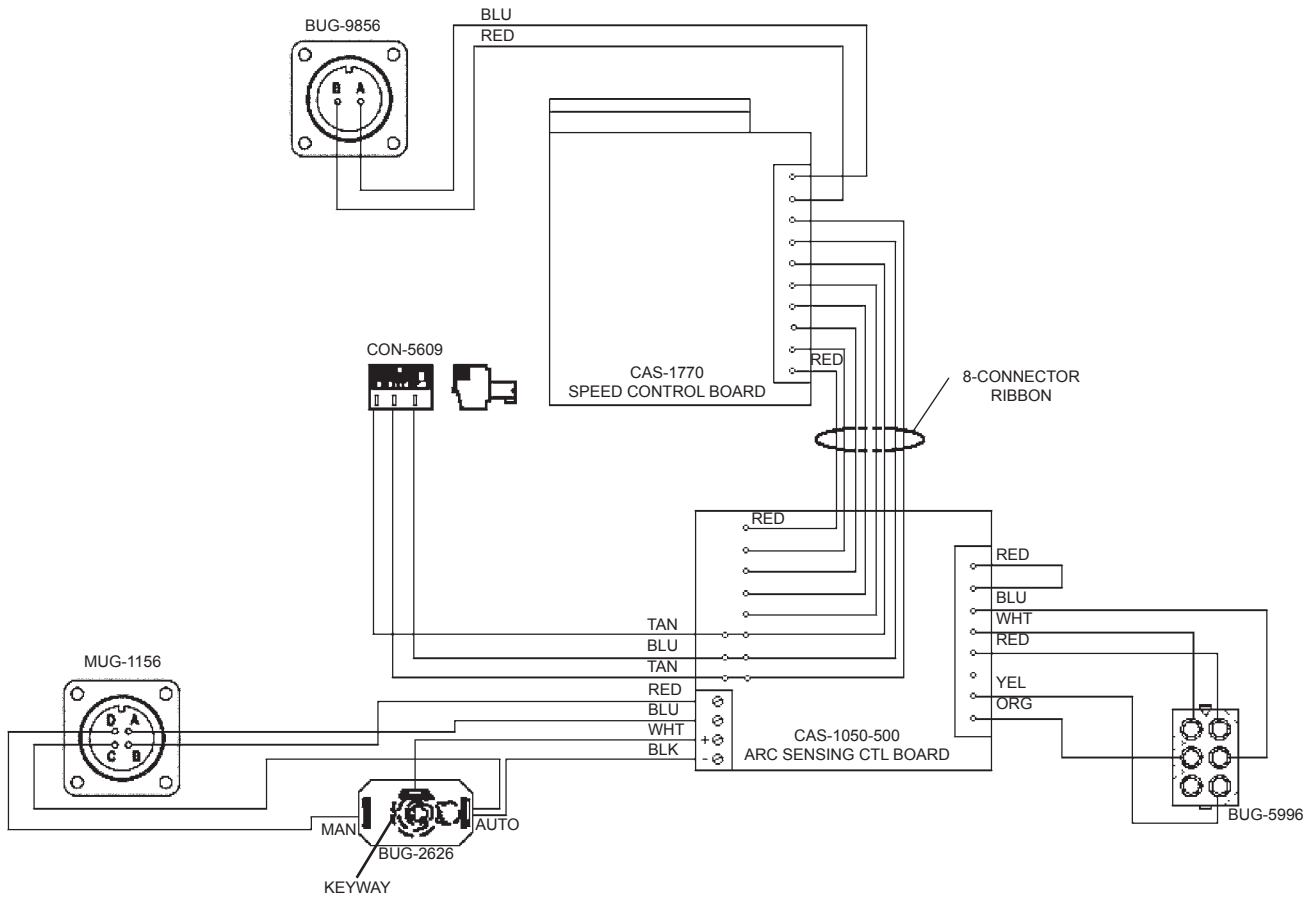 BUG-9856
BLU
RED
B A
CON-5609
RED
CAS-1770
SPEED CONTROL BOARD
8-CONNECTOR
RIBBON
RED
RED
BLU
WHT
RED
YEL
ORG
TAN
BLU
TAN
MUG-1156
D A
C B
RED
BLU
WHT
BLK
+
-
CAS-1050-500
ARC SENSING CTL BOARD
MAN
AUTO
BUG-2626
KEYWAY
BUG-5996